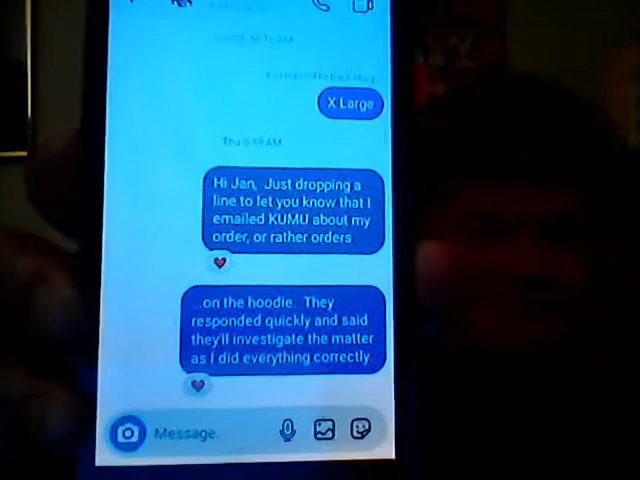 X Large
Hi Jan, Just dropping a
line to let you know that I
emailed KUMU about my
order, or rather orders
...on the hoodie. They
responded quickly and said
they'll investigate the matter
as I did everything correctly
Message